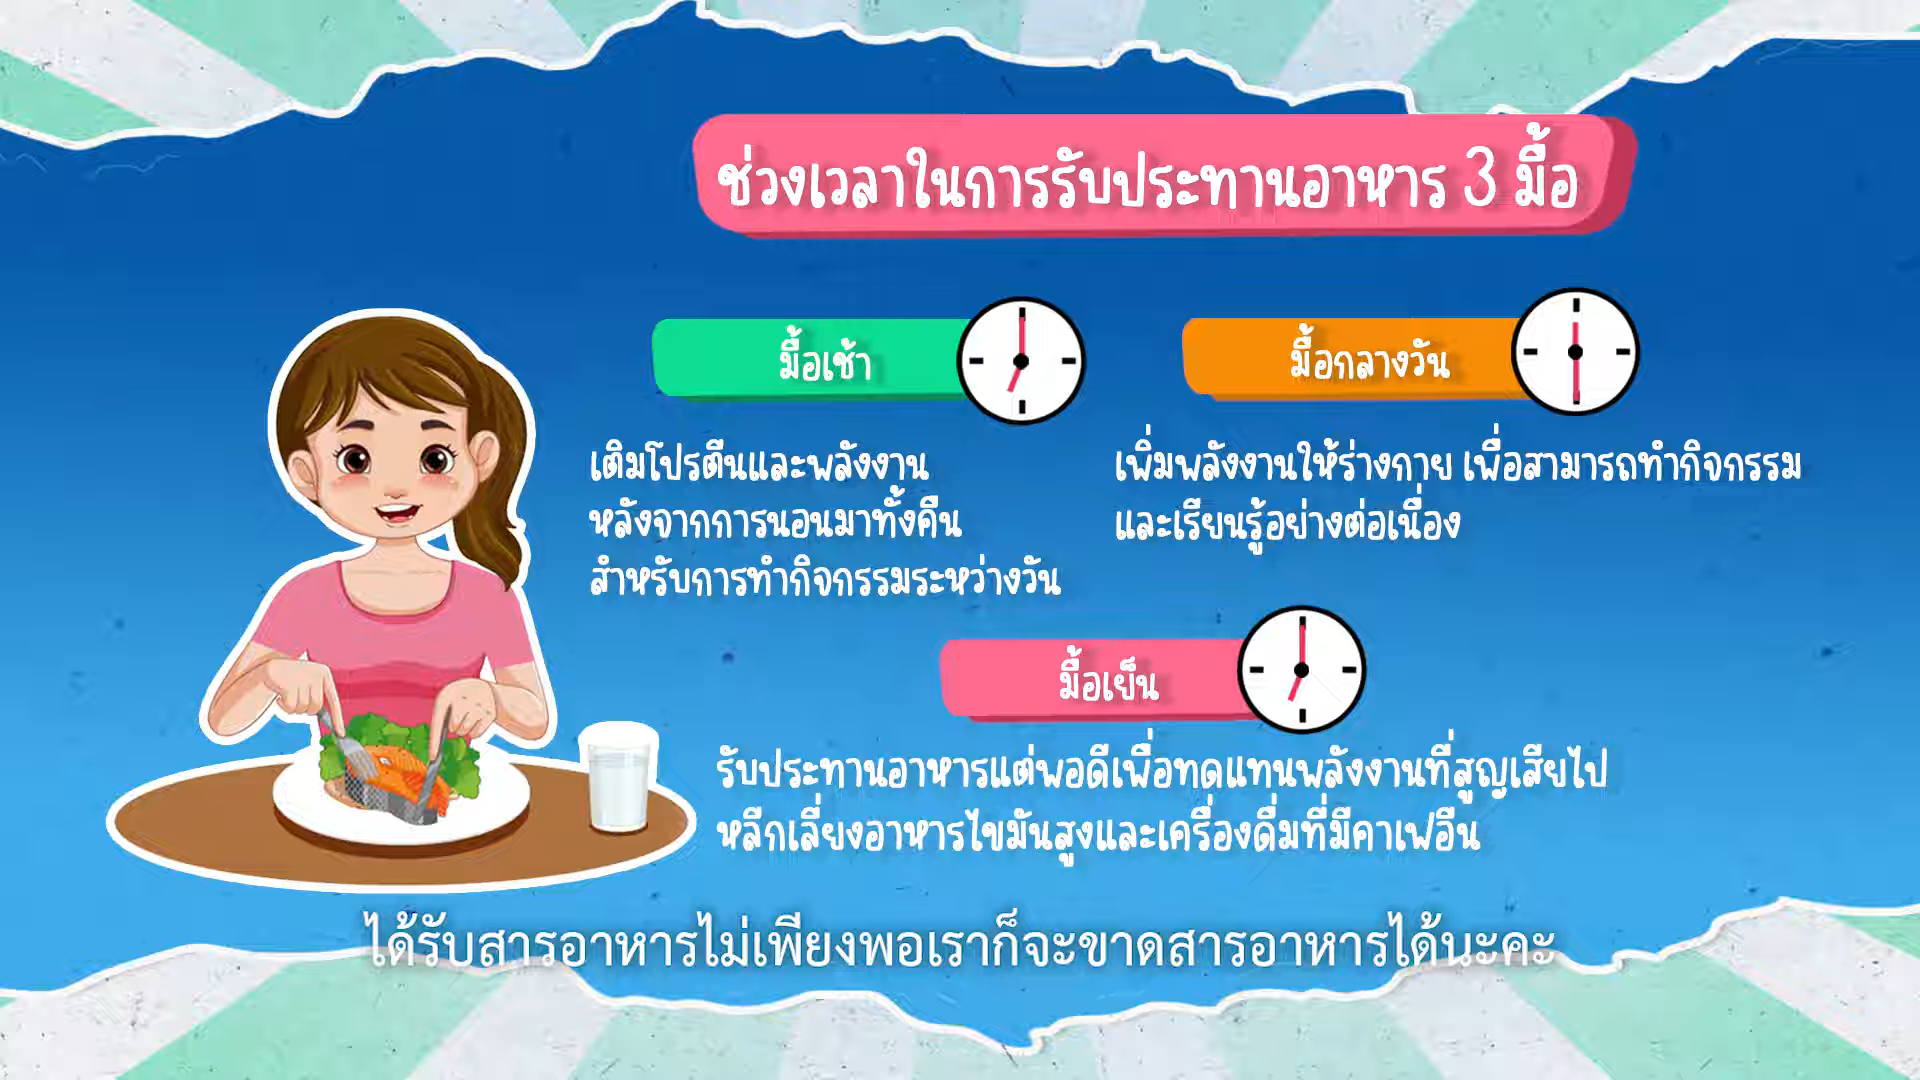 ช่วงเวลาในการรับประทานอาหาร 3 มื้อ
มื้อเช้า
เติมโปรตีนและพลังงาน
หลังจากการนอนมาทั้งคืน
สำหรับการทำกิจกรรมระหว่างวัน
มื้อกลางวัน
เพิ่มพลังงานให้ร่างกาย เพื่อสามารถทำกิจกรรม
และเรียนรู้อย่างต่อเนื่อง
มื้อเย็น
รับประทานอาหารแต่พอดีเพื่อทดแทนพลังงานที่สูญเสียไป
หลีกเลี่ยงอาหารไขมันสูงและเครื่องดื่มที่มีคาเฟอีน
ได้รับสารอาหารไม่เพียงพอเราก็จะขาดสารอาหารได้นะคะ